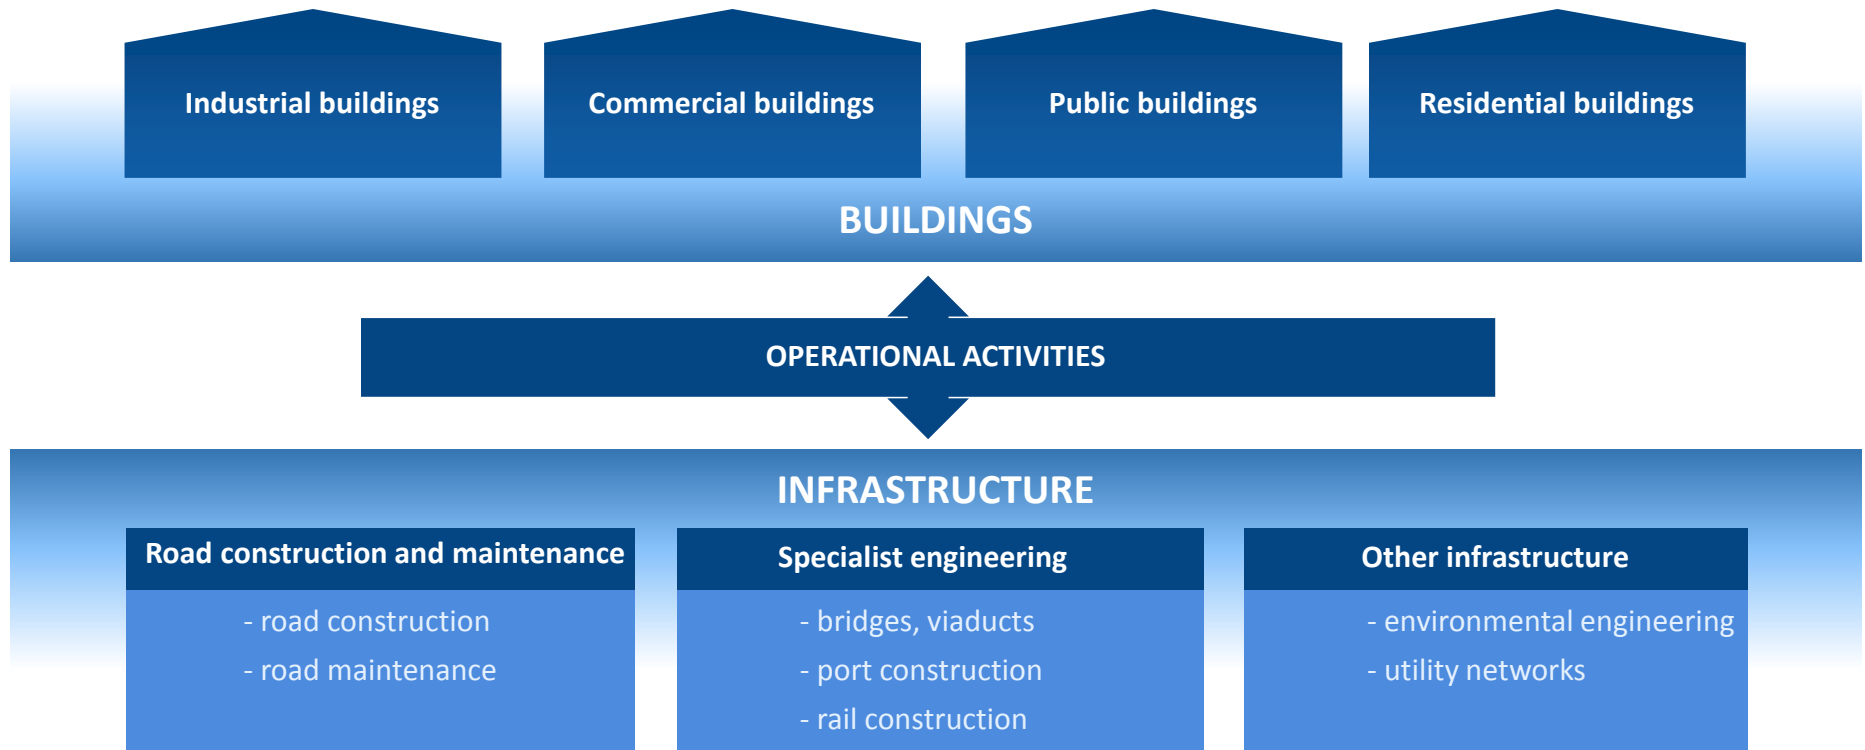 Industrial buildings
Commercial buildings
Public buildings
Residential buildings
BUILDINGS
OPERATIONAL ACTIVITIES
INFRASTRUCTURE
Road construction and maintenance
- road construction
- road maintenance
Specialist engineering
- bridges, viaducts
- port construction
- rail construction
Other infrastructure
- environmental engineering
- utility networks